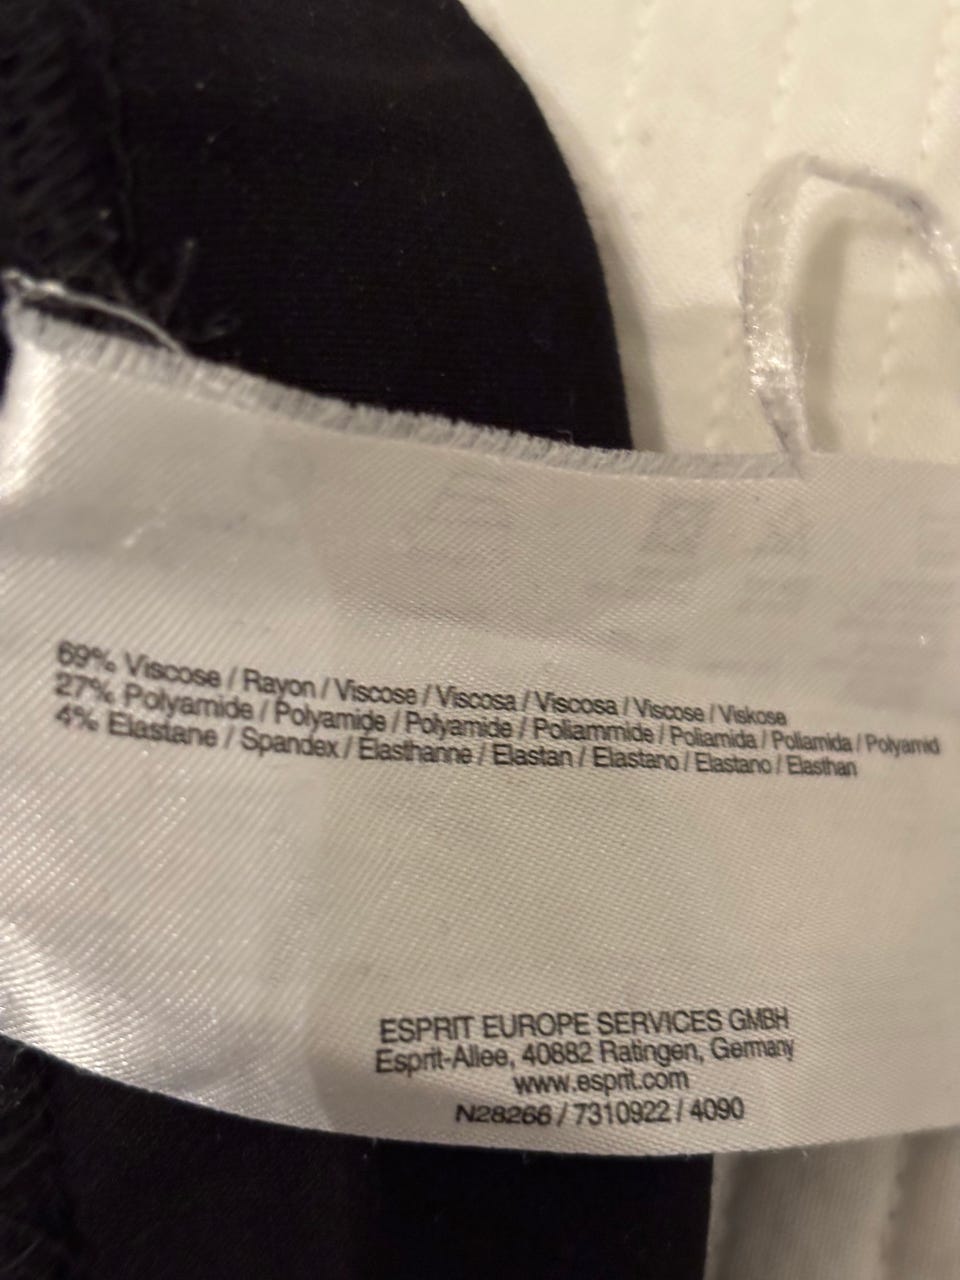 69% Viscose / Rayon / Viscose / Viscosa / Viscosa / Viscose / Viskose
27% Polyamide / Polyamide / Polyamide / Poliammide / Poliamida / Poliamida / Polyamid
4% Elastane / Spandex / Elasthanne / Elastan / Elastano / Elastano / Elasthan
ESPRIT EUROPE SERVICES GMBH
Esprit-Allee, 40882 Ratingen, Germany
www.esprit.com
N28266 / 7310922 / 4090